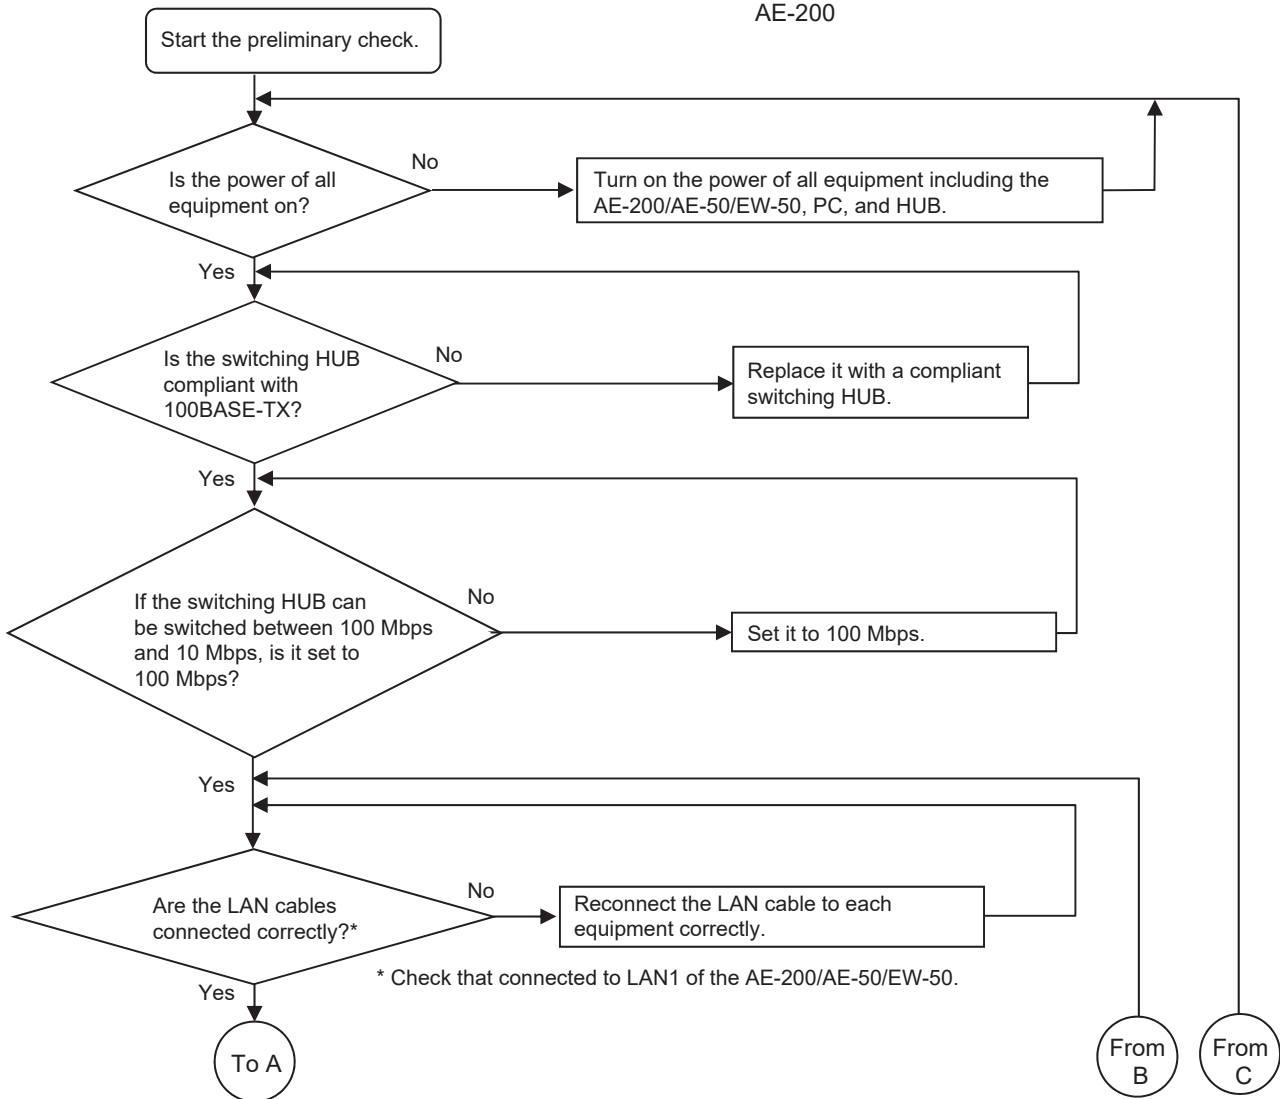 AE-200
Start the preliminary check.
Is the power of all
equipment on?
No
Turn on the power of all equipment including the
AE-200/AE-50/EW-50, PC, and HUB.
Yes
Is the switching HUB
compliant with
100BASE-TX?
No
Replace it with a compliant
switching HUB.
Yes
If the switching HUB can
be switched between 100 Mbps
and 10 Mbps, is it set to
100 Mbps?
No
Set it to 100 Mbps.
Yes
Are the LAN cables
connected correctly?*
No
Reconnect the LAN cable to each
equipment correctly.
* Check that connected to LAN1 of the AE-200/AE-50/EW-50.
Yes
To A
From
B
From
C